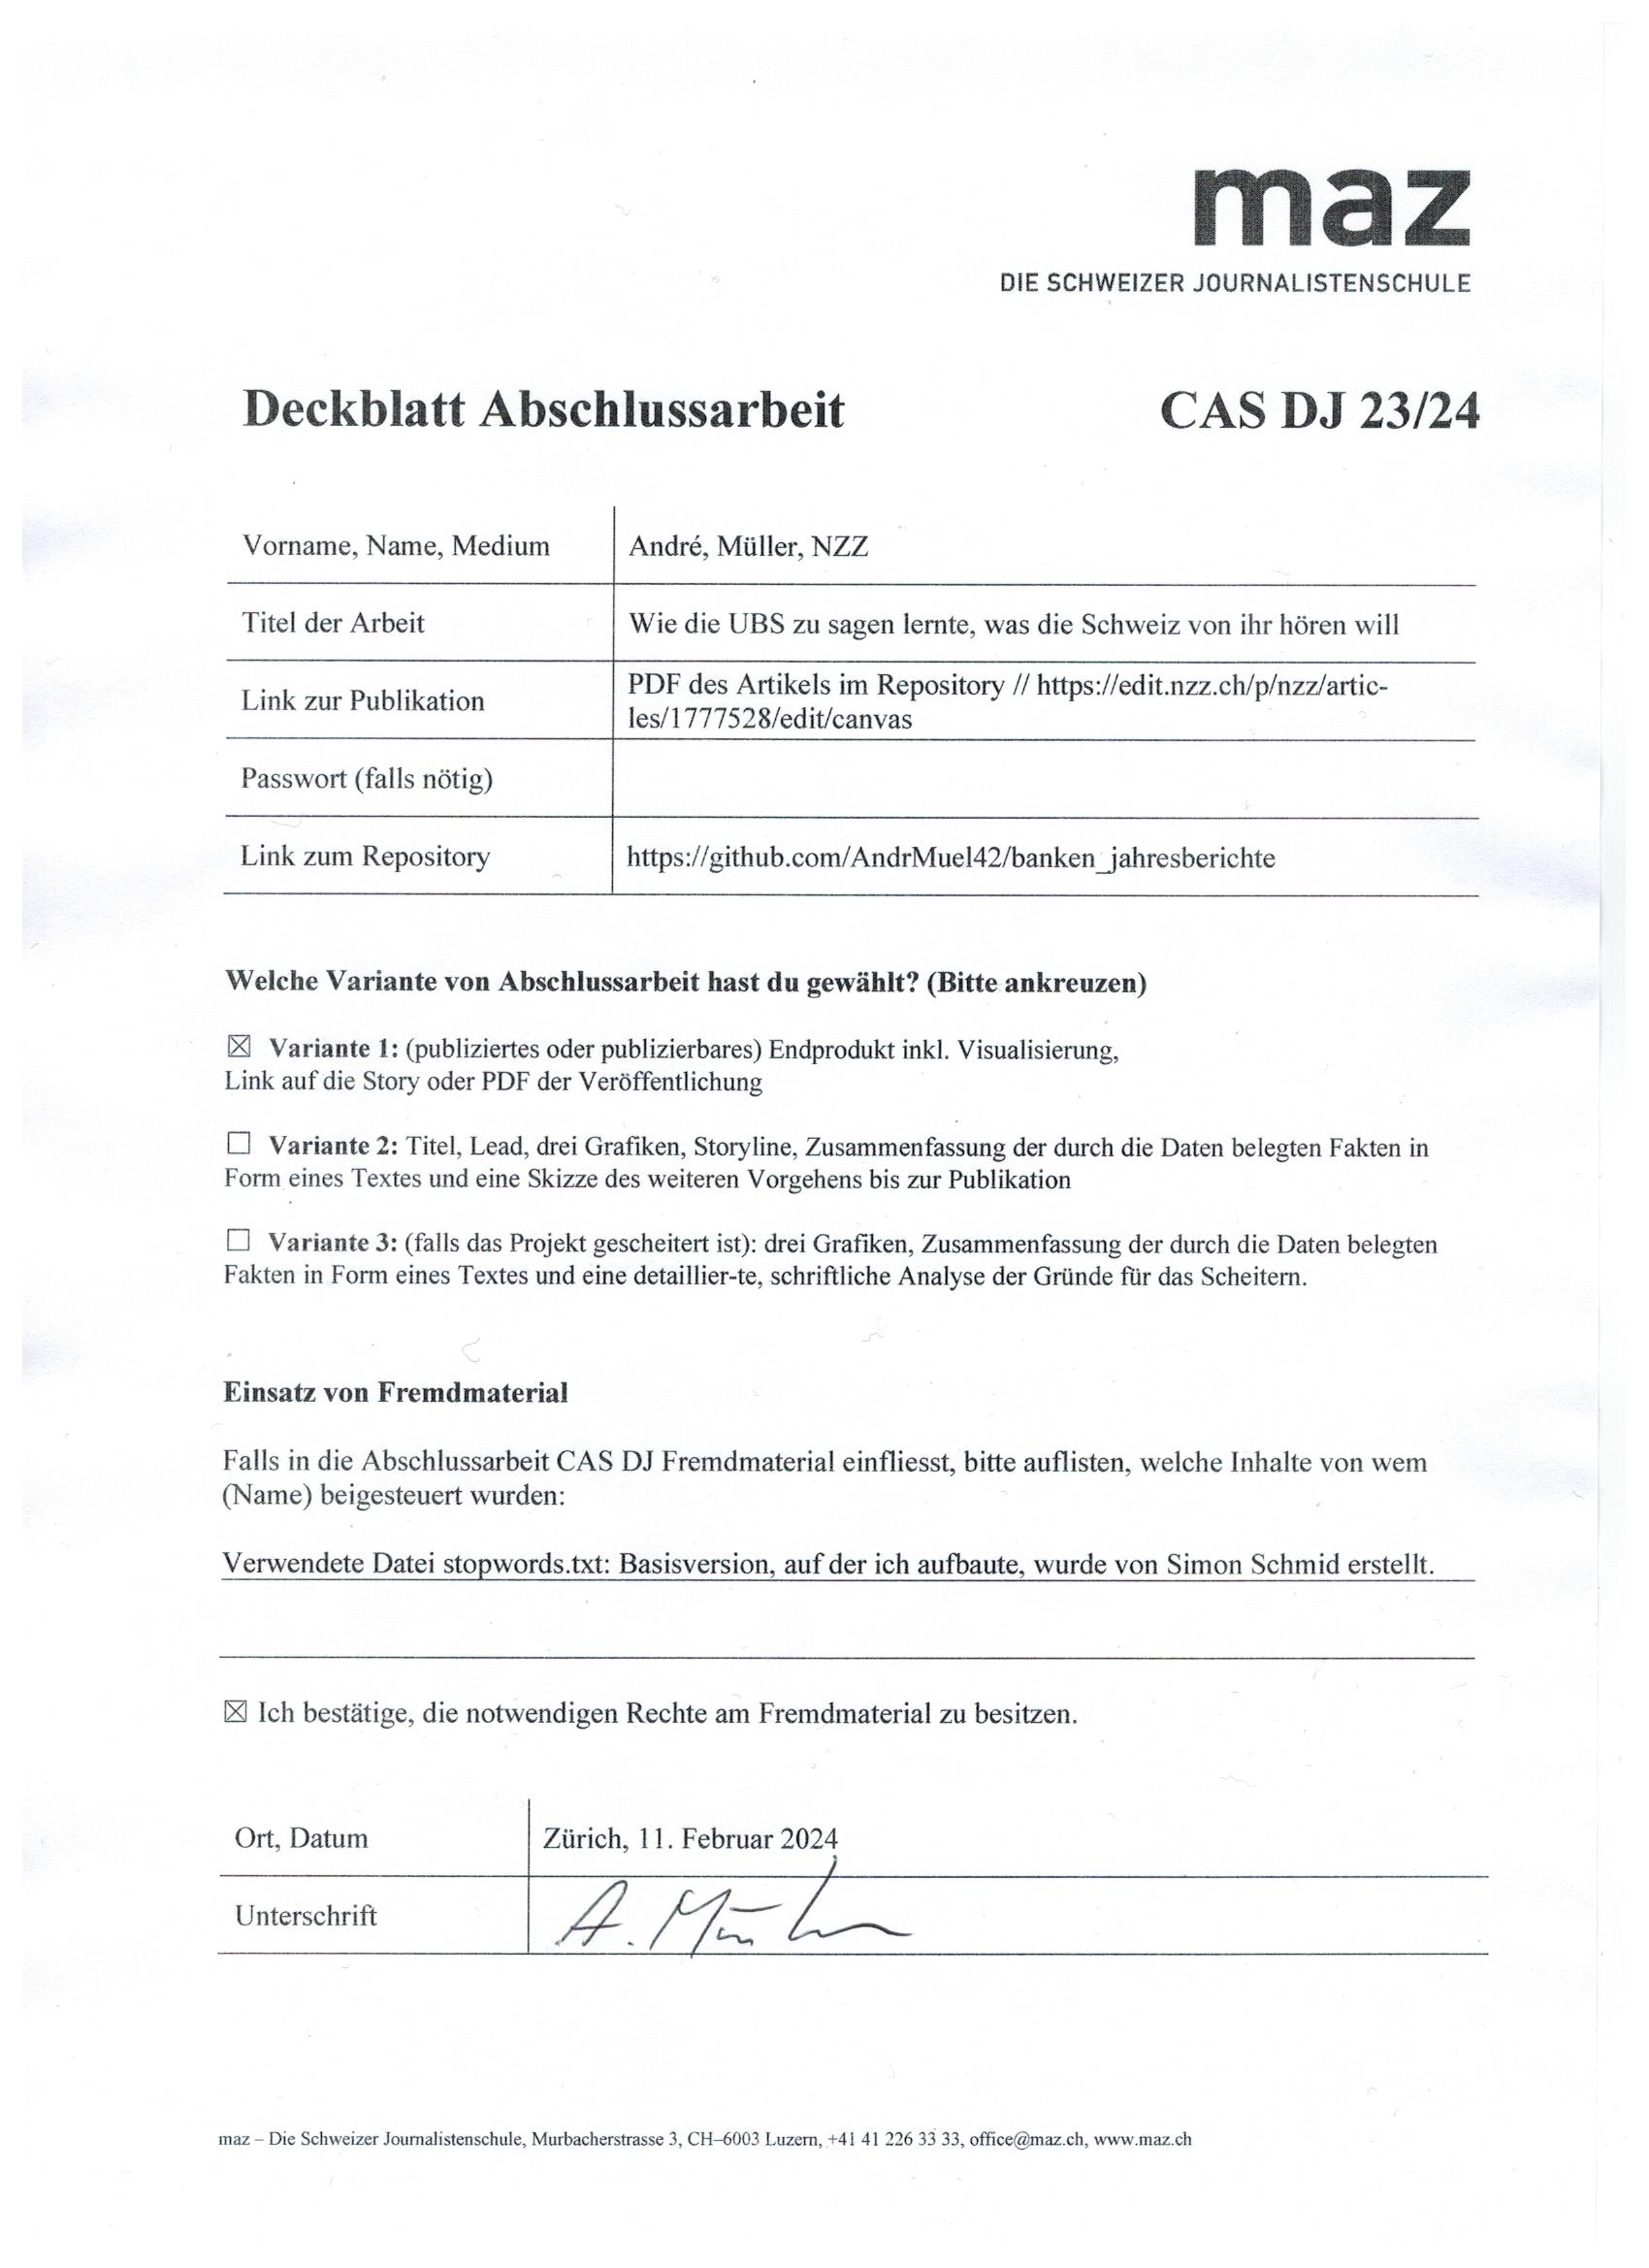 maz
DIE SCHWEIZER JOURNALISTENSCHULE
Deckblatt Abschlussarbeit CAS DJ 23/24
Vorname, Name, Medium André, Müller, NZZ
Titel der Arbeit Wie die UBS zu sagen lernte, was die Schweiz von ihr hören will
Link zur Publikation PDF des Artikels im Repository // https://edit.nzz.ch/p/nzz/artic-
les/1777528/edit/canvas
Passwort (falls nötig)
Link zum Repository https://github.com/AndrMuel42/banken_jahresberichte
Welche Variante von Abschlussarbeit hast du gewählt? (Bitte ankreuzen)
☒ Variante 1: (publiziertes oder publizierbares) Endprodukt inkl. Visualisierung,
Link auf die Story oder PDF der Veröffentlichung
☐ Variante 2: Titel, Lead, drei Grafiken, Storyline, Zusammenfassung der durch die Daten belegten Fakten in
Form eines Textes und eine Skizze des weiteren Vorgehens bis zur Publikation
☐ Variante 3: (falls das Projekt gescheitert ist): drei Grafiken, Zusammenfassung der durch die Daten belegten
Fakten in Form eines Textes und eine detaillier-te, schriftliche Analyse der Gründe für das Scheitern.
Einsatz von Fremdmaterial
Falls in die Abschlussarbeit CAS DJ Fremdmaterial einfliesst, bitte auflisten, welche Inhalte von wem
(Name) beigesteuert wurden:
Verwendete Datei stopwords.txt: Basisversion, auf der ich aufbaute, wurde von Simon Schmid erstellt.
☒ Ich bestätige, die notwendigen Rechte am Fremdmaterial zu besitzen.
Ort, Datum Zürich, 11. Februar 2024
Unterschrift A. Müller
maz – Die Schweizer Journalistenschule, Murbacherstrasse 3, CH–6003 Luzern, +41 41 226 33 33, office@maz.ch, www.maz.ch